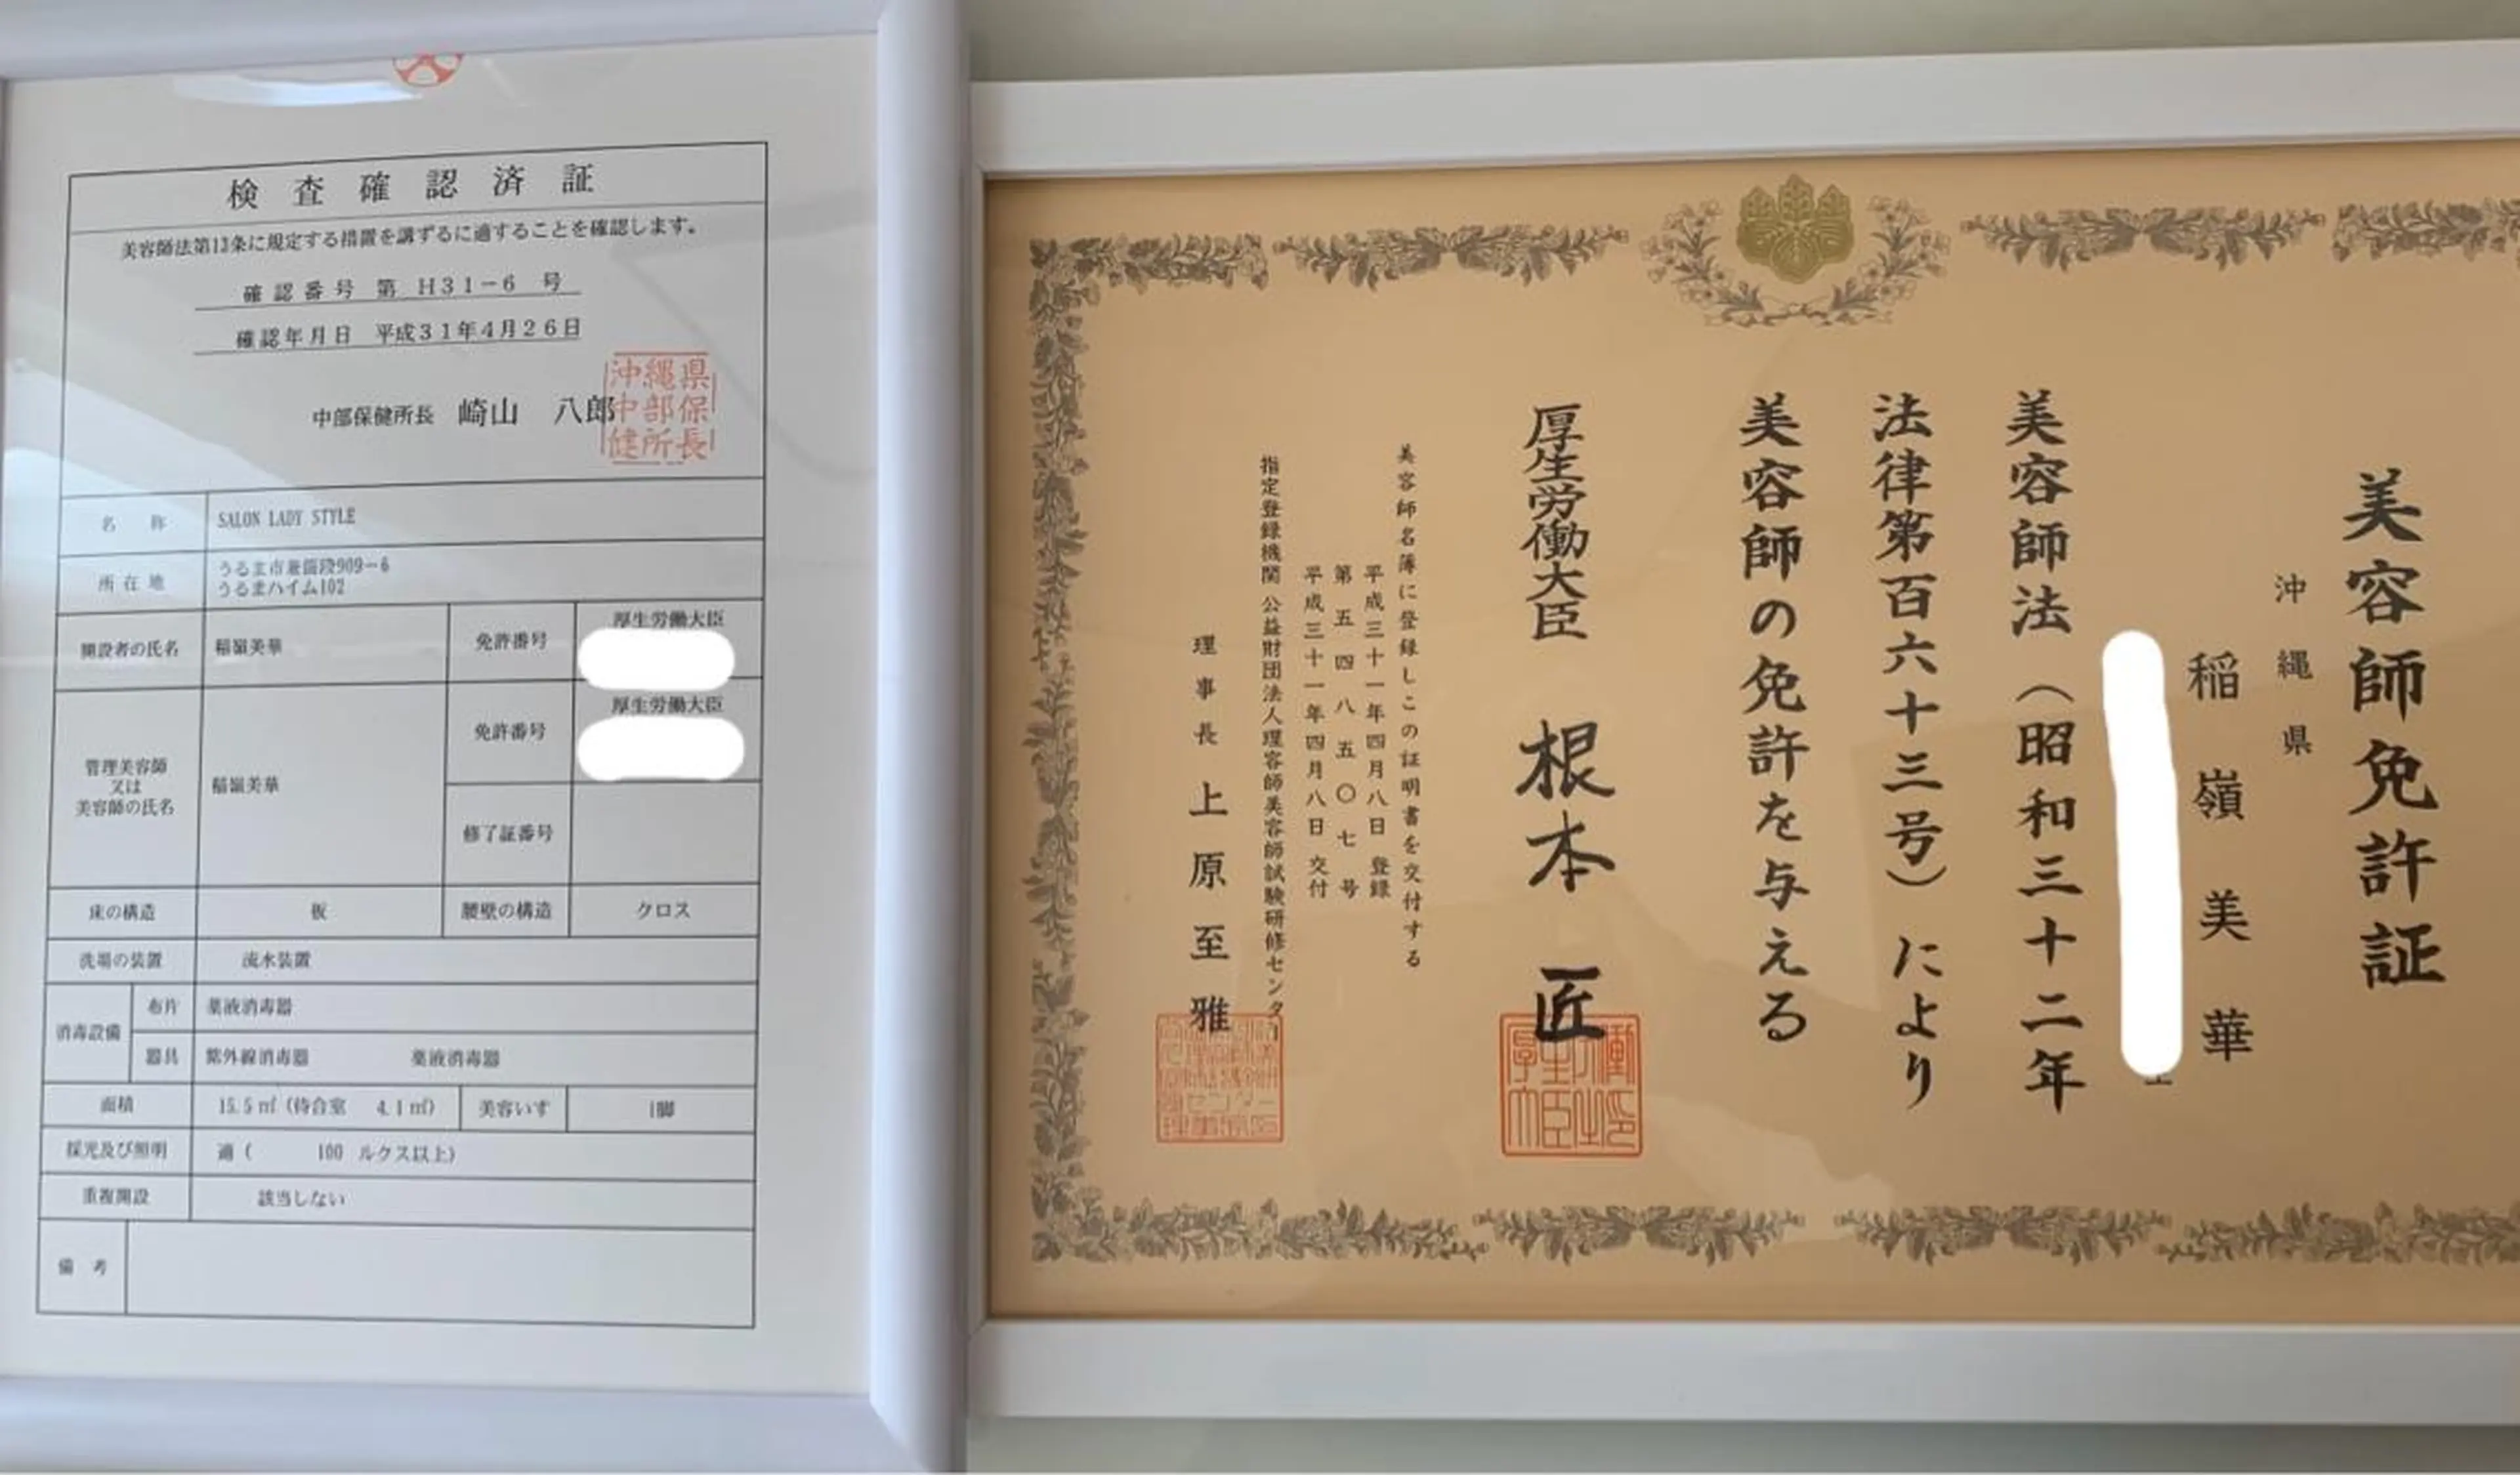 検査確認済証
美容師法第13条に規定する措置を講ずるに適することを確認します。
確認番号 第 H31-6 号
確認年月日 平成31年4月26日
中部保健所長 崎山 八郎
沖縄県
中部保
健所長
名称 SALON LADY STYLE
所在地 うるま市兼箇段909-6
うるまハイム102
開設者の氏名 稲嶺美華 免許番号 厚生労働大臣
管理美容師
又は
美容師の氏名
稲嶺美華 免許番号 厚生労働大臣
修了証番号
床の構造 板 腰壁の構造 クロス
洗場の装置 流水装置
消毒設備 布片 薬液消毒器
器具 紫外線消毒器 薬液消毒器
面積 15.5㎡(待合室 4.1㎡) 美容いす 1脚
採光及び照明 適( 100 ルクス以上)
重複開設 該当しない
備考
美容師免許証
沖縄県
稲嶺美華
美容師法(昭和三十二年
法律第百六十三号)により
美容師の免許を与える
厚生労働大臣 根本匠
美容師名簿に登録しこの証明書を交付する
平成三十一年四月八日 登録
第五四八五〇七号
平成三十一年四月八日 交付
指定登録機関 公益財団法人理容師美容師試験研修センター
理事長 上原至雅